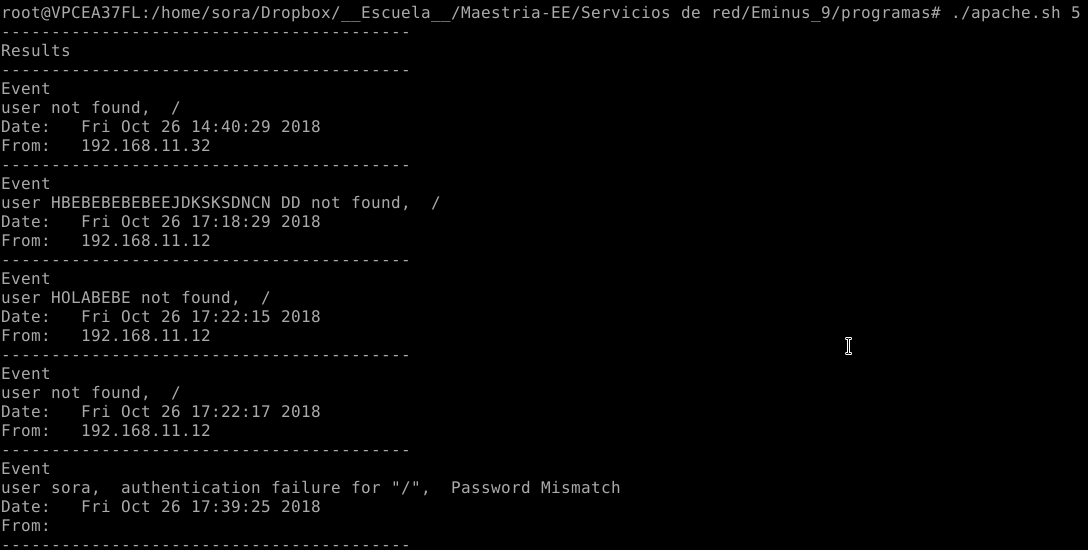 root@VPCEA37FL:/home/sora/Dropbox/__Escuela__/Maestria-EE/Servicios de red/Eminus_9/programas# ./apache.sh 5
-----------------------------------------
Results
-----------------------------------------
Event
user not found,  /
Date:   Fri Oct 26 14:40:29 2018
From:   192.168.11.32
-----------------------------------------
Event
user HBEBEBEBEBEEJDKSKSDNCN DD not found,  /
Date:   Fri Oct 26 17:18:29 2018
From:   192.168.11.12
-----------------------------------------
Event
user HOLABEBE not found,  /
Date:   Fri Oct 26 17:22:15 2018
From:   192.168.11.12
-----------------------------------------
Event
user not found,  /
Date:   Fri Oct 26 17:22:17 2018
From:   192.168.11.12
-----------------------------------------
Event
user sora,  authentication failure for "/",  Password Mismatch
Date:   Fri Oct 26 17:39:25 2018
From:
-----------------------------------------